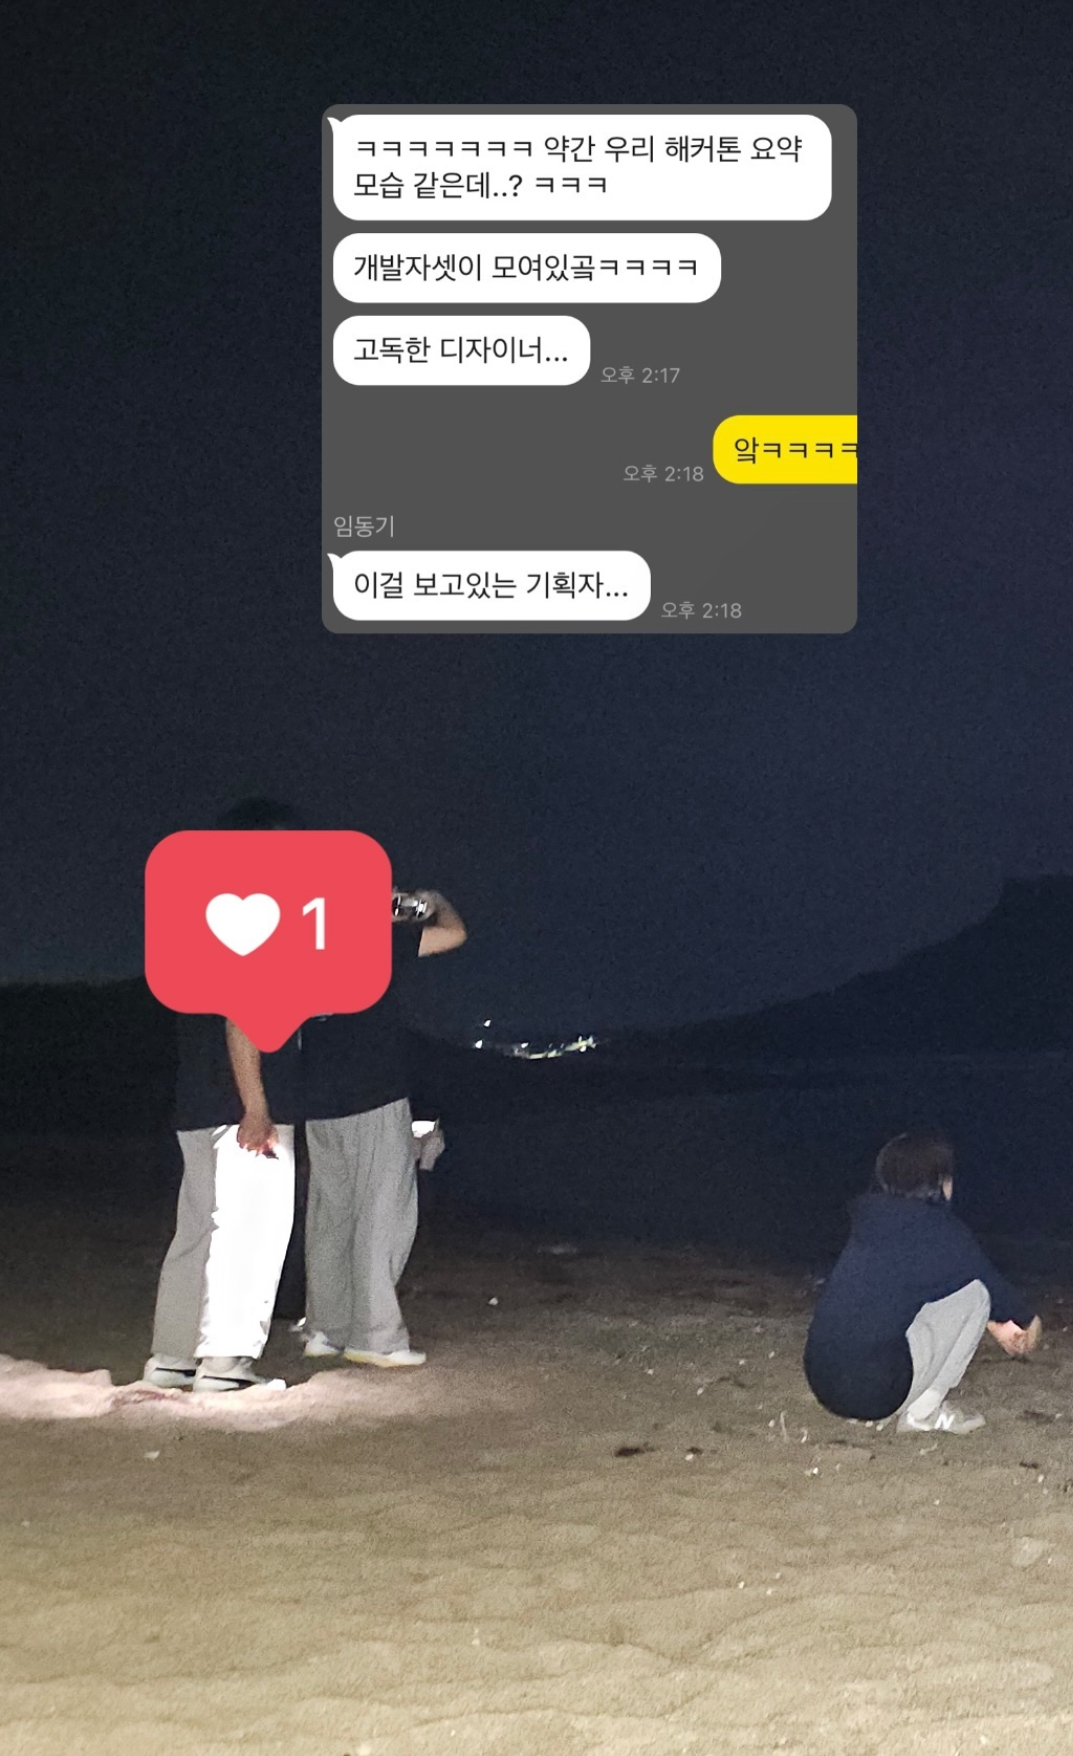 ㅋㅋㅋㅋㅋㅋㅋ 약간 우리 해커톤 요약
모습 같은데..? ㅋㅋㅋ
개발자셋이 모여있곸ㅋㅋㅋㅋ
고독한 디자이너...
오후 2:17
앜ㅋㅋㅋㅋ
오후 2:18
임동기
이걸 보고있는 기획자...
오후 2:18
1
N